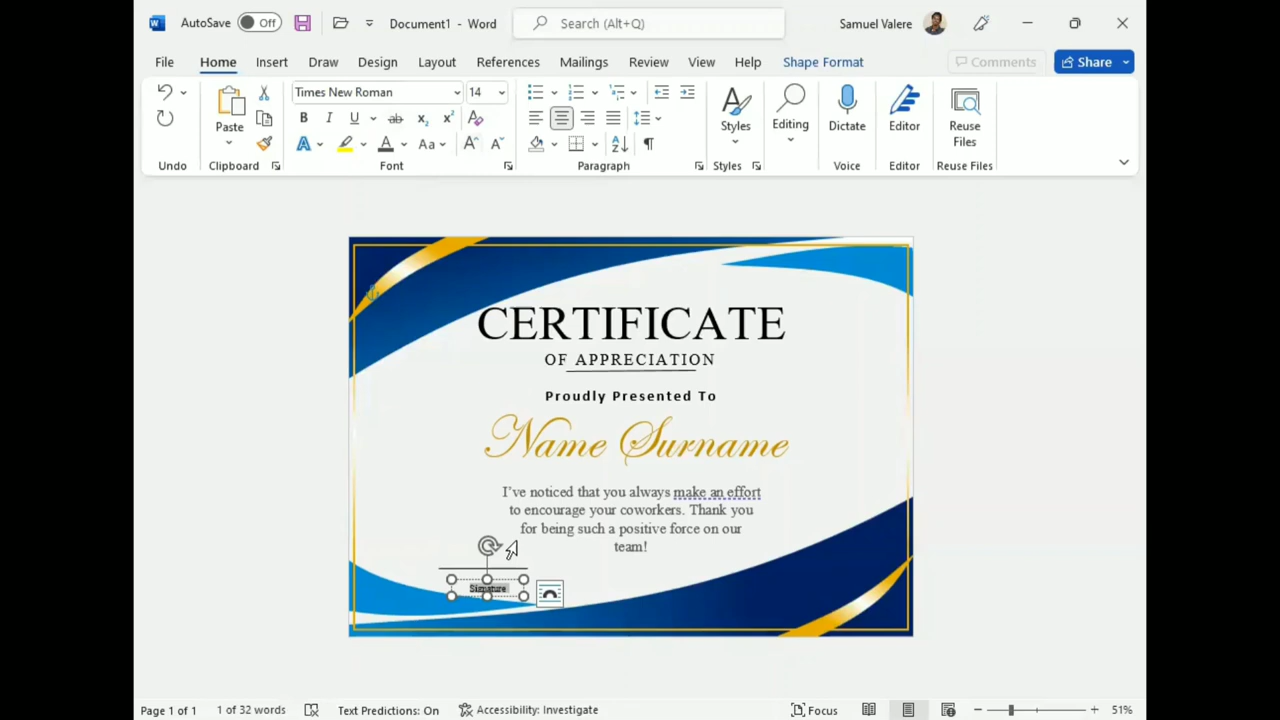 AutoSave Off Document1 - Word Search (Alt+Q) Samuel Valere
File Home Insert Draw Design Layout References Mailings Review View Help Shape Format Comments Share
Times New Roman 14
Paste Styles Editing Dictate Editor Reuse Files
Undo Clipboard Font Paragraph Styles Voice Editor Reuse Files
CERTIFICATE
OF APPRECIATION
Proudly Presented To
Name Surname
I've noticed that you always make an effort
to encourage your coworkers. Thank you
for being such a positive force on our
team!
Signature
Page 1 of 1 1 of 32 words Text Predictions: On Accessibility: Investigate Focus 51%